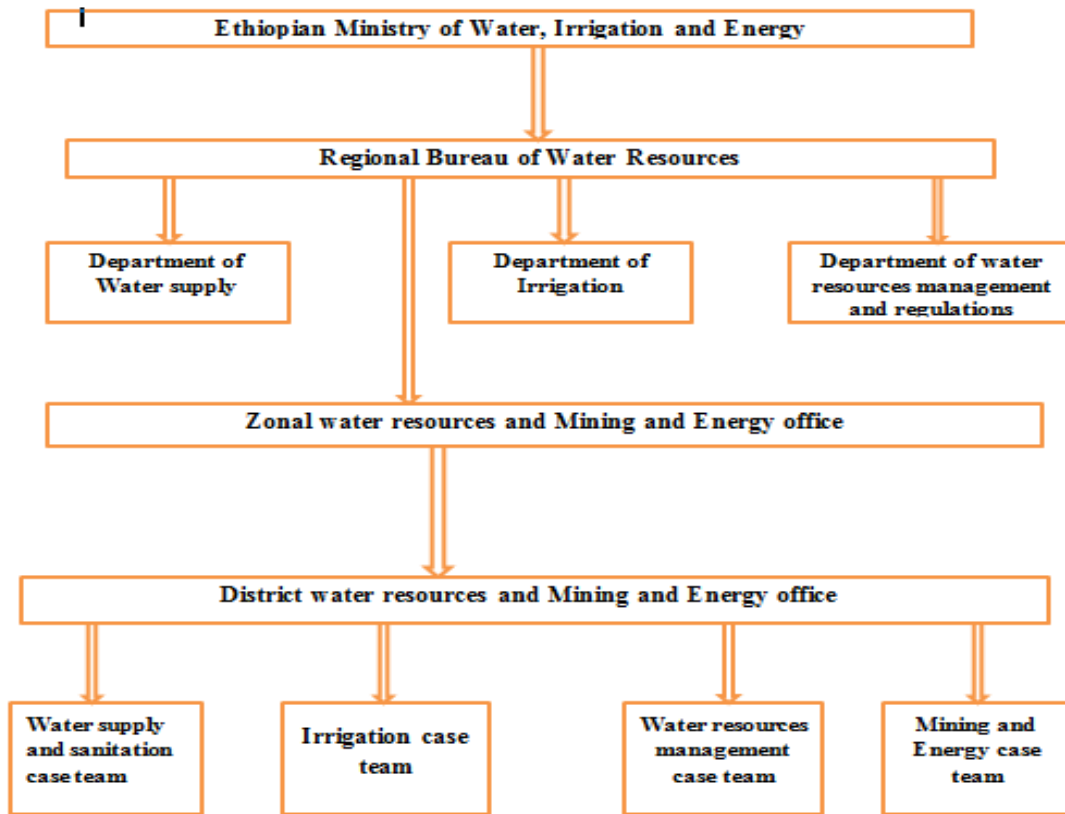 Ethiopian Ministry of Water, Irrigation and Energy
Regional Bureau of Water Resources
Department of
Water supply
Department of
Irrigation
Department of water
resources management
and regulations
Zonal water resources and Mining and Energy office
District water resources and Mining and Energy office
Water supply
and sanitation
case team
Irrigation case
team
Water resources
management
case team
Mining and
Energy case
team